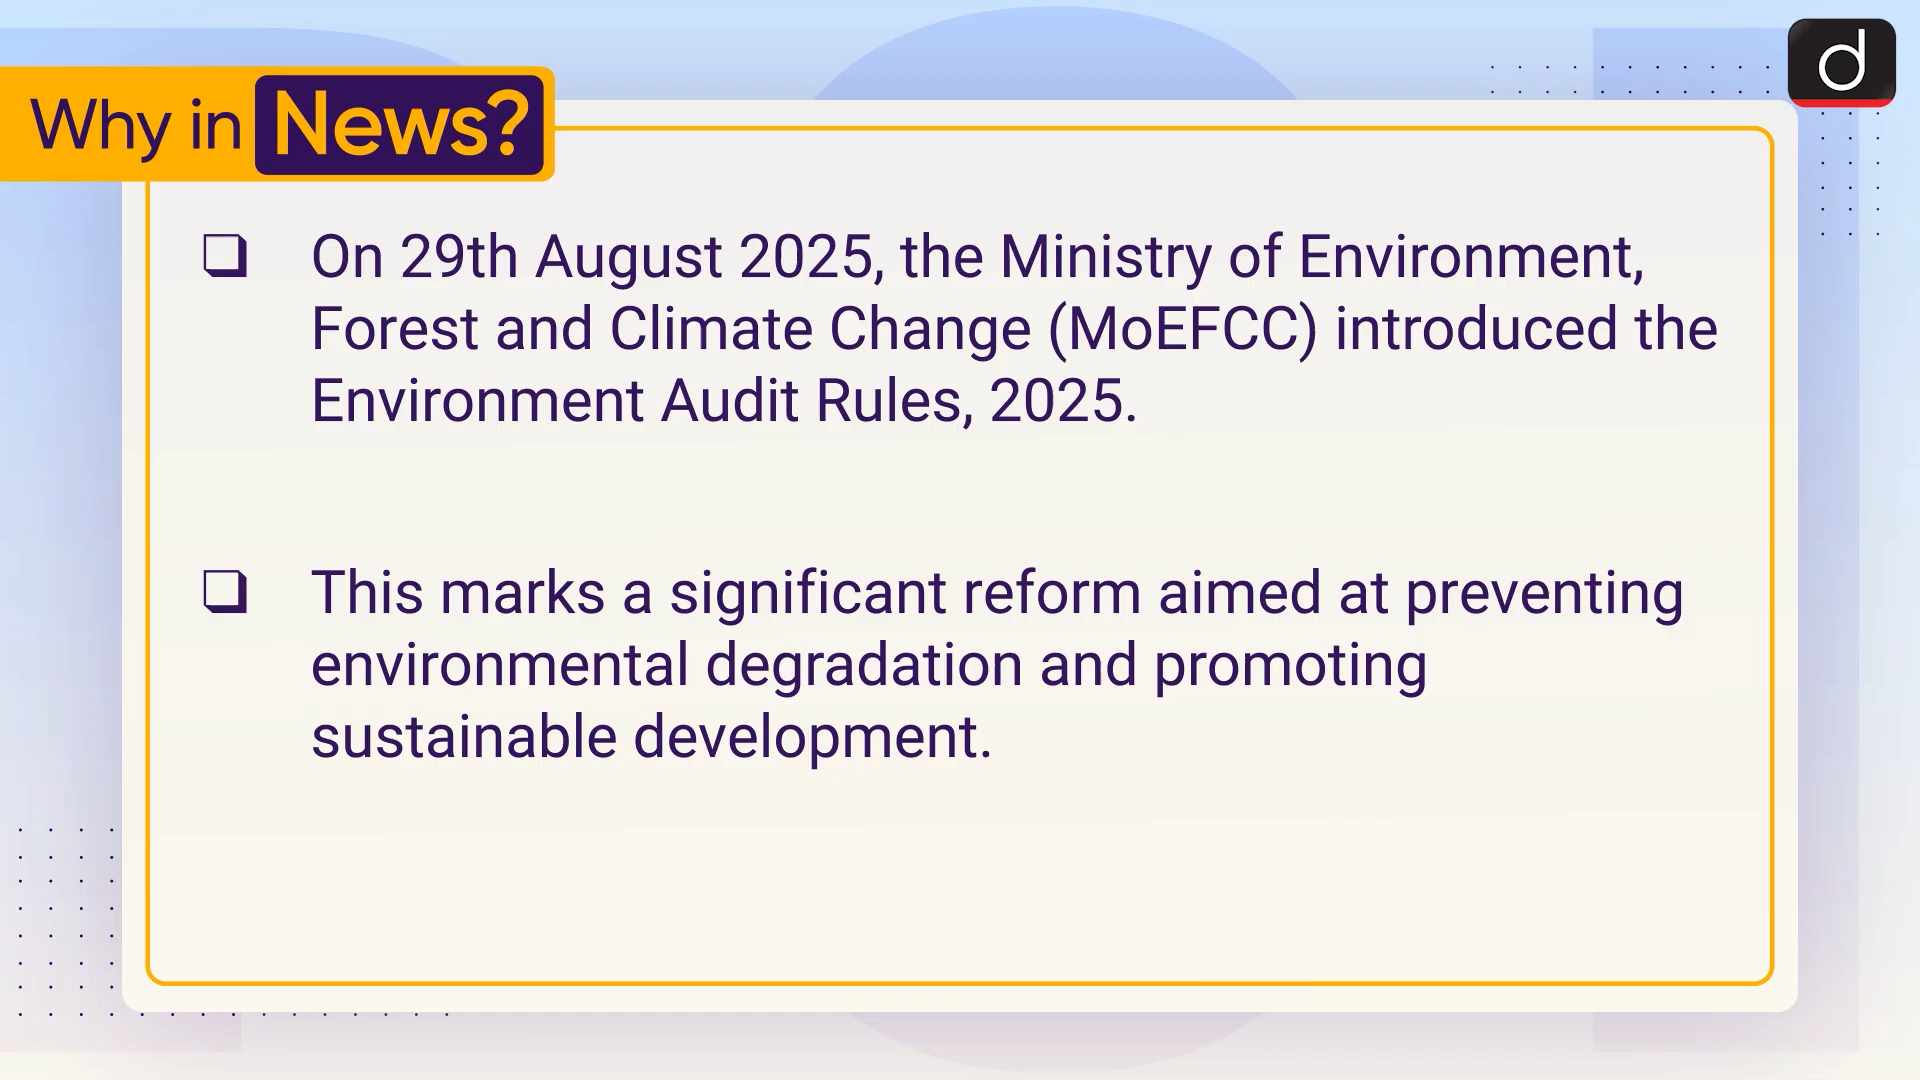 Why in News?
❑ On 29th August 2025, the Ministry of Environment,
Forest and Climate Change (MoEFCC) introduced the
Environment Audit Rules, 2025.
❑ This marks a significant reform aimed at preventing
environmental degradation and promoting
sustainable development.
d